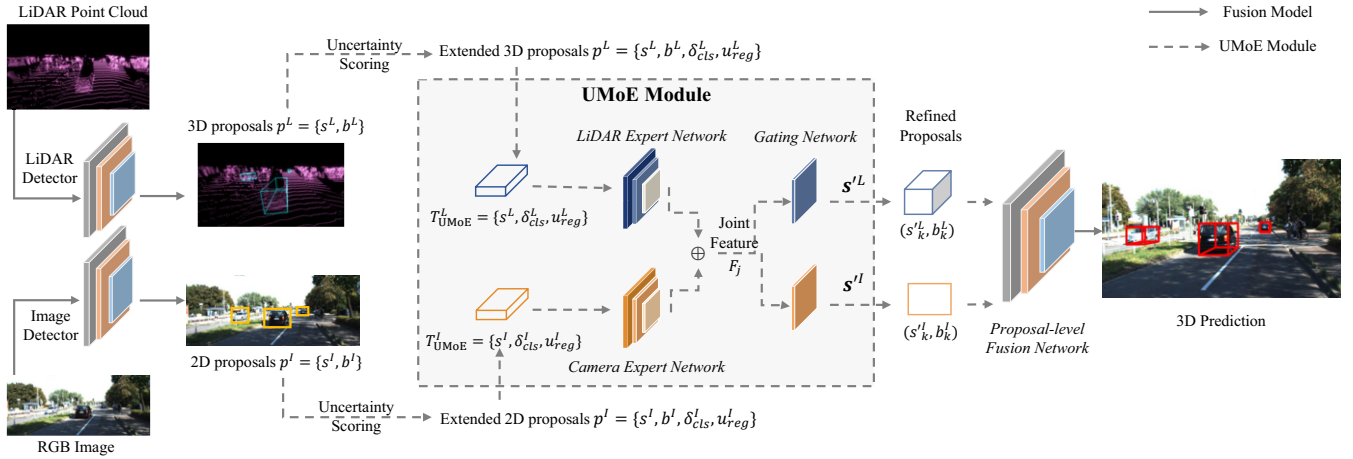 LiDAR Point Cloud
Uncertainty
Scoring
Extended 3D proposals p^L = {s^L, b^L, δ^L_cls, u^L_reg}
Fusion Model
UMoE Module
UMoE Module
3D proposals p^L = {s^L, b^L}
LiDAR
Detector
LiDAR Expert Network
Gating Network
Refined
Proposals
T^L_UMoE = {s^L, δ^L_cls, u^L_reg}
s'^L
(s'^L_k, b^L_k)
Joint
Feature
F_j
⊕
Image
Detector
T^I_UMoE = {s^I, δ^I_cls, u^I_reg}
s'^I
(s'^I_k, b^I_k)
Camera Expert Network
Proposal-level
Fusion Network
3D Prediction
2D proposals p^I = {s^I, b^I}
Uncertainty
Scoring
Extended 2D proposals p^I = {s^I, b^I, δ^I_cls, u^I_reg}
RGB Image